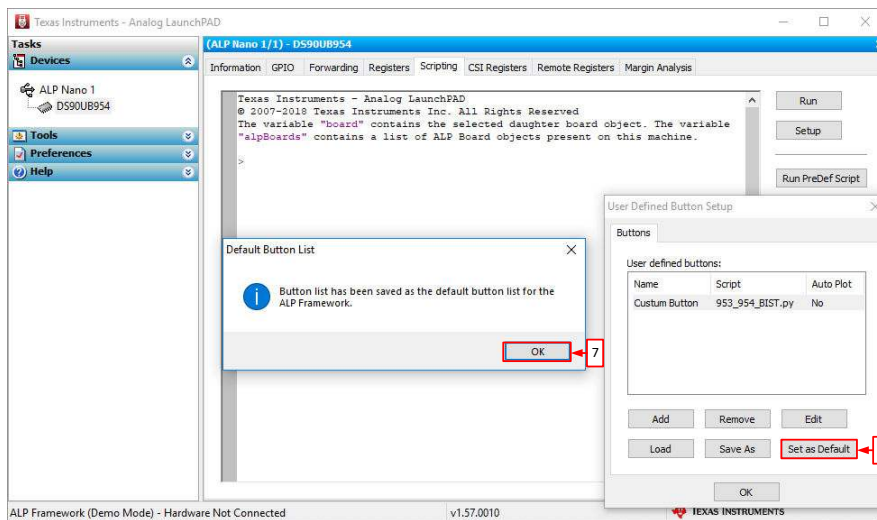 Texas Instruments - Analog LaunchPAD
Tasks
Devices
ALP Nano 1
DS90UB954
Tools
Preferences
Help
(ALP Nano 1/1) - DS90UB954
Information GPIO Forwarding Registers Scripting CSI Registers Remote Registers Margin Analysis
Texas Instruments - Analog LaunchPAD
© 2007-2018 Texas Instruments Inc. All Rights Reserved
The variable "board" contains the selected daughter board object. The variable
"alpBoards" contains a list of ALP Board objects present on this machine.
>
Run
Setup
Run PreDef Script
Default Button List
Button list has been saved as the default button list for the
ALP Framework.
OK
7
User Defined Button Setup
Buttons
User defined buttons:
Name Script Auto Plot
Custum Button 953_954_BIST.py No
Add Remove Edit
Load Save As Set as Default
OK
ALP Framework (Demo Mode) - Hardware Not Connected
v1.57.0010
TEXAS INSTRUMENTS